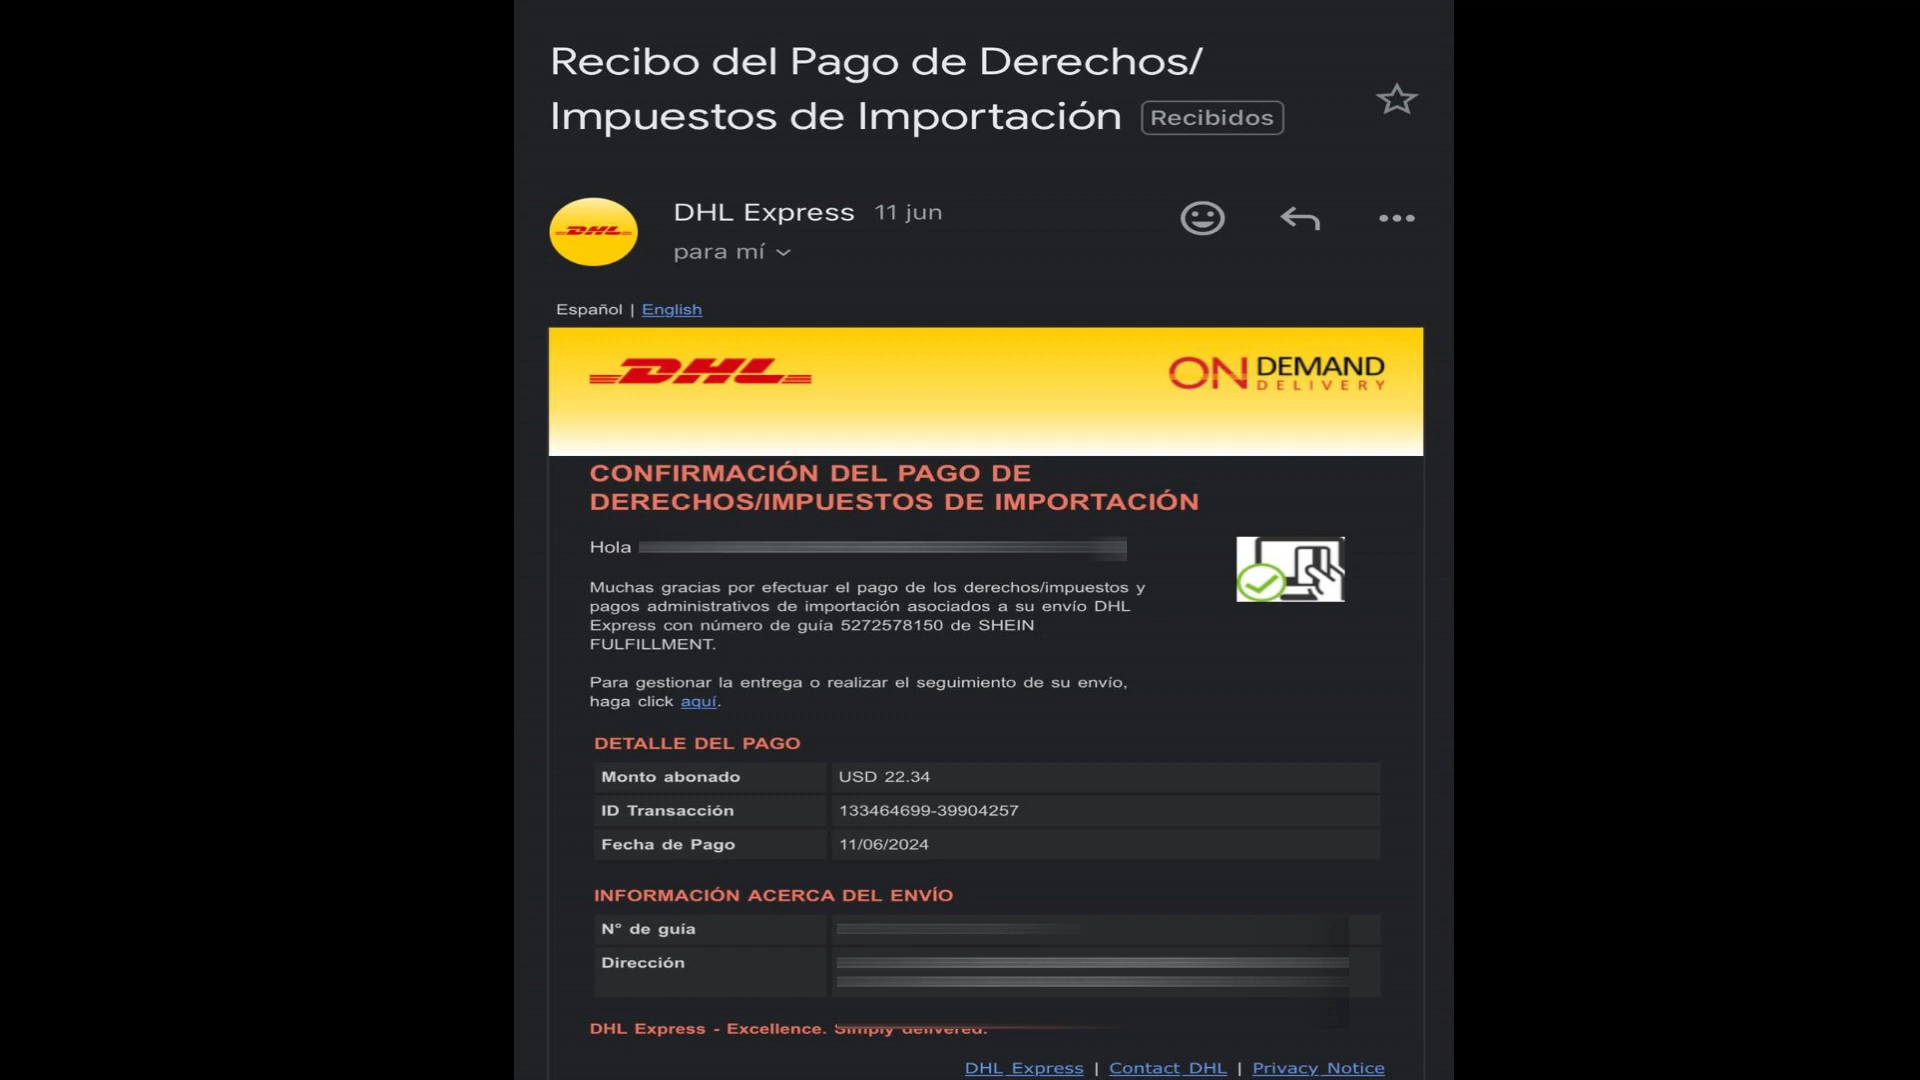 Recibo del Pago de Derechos/
Impuestos de Importación Recibidos
DHL
DHL Express 11 jun
para mí
Español | English
DHL ON DEMAND
DELIVERY
CONFIRMACIÓN DEL PAGO DE
DERECHOS/IMPUESTOS DE IMPORTACIÓN
Hola
Muchas gracias por efectuar el pago de los derechos/impuestos y
pagos administrativos de importación asociados a su envío DHL
Express con número de guía 5272578150 de SHEIN
FULFILLMENT.
Para gestionar la entrega o realizar el seguimiento de su envío,
haga click aquí.
DETALLE DEL PAGO
Monto abonado USD 22.34
ID Transacción 133464699-39904257
Fecha de Pago 11/06/2024
INFORMACIÓN ACERCA DEL ENVÍO
N° de guía
Dirección
DHL Express - Excellence. Simply delivered.
DHL Express | Contact DHL | Privacy Notice